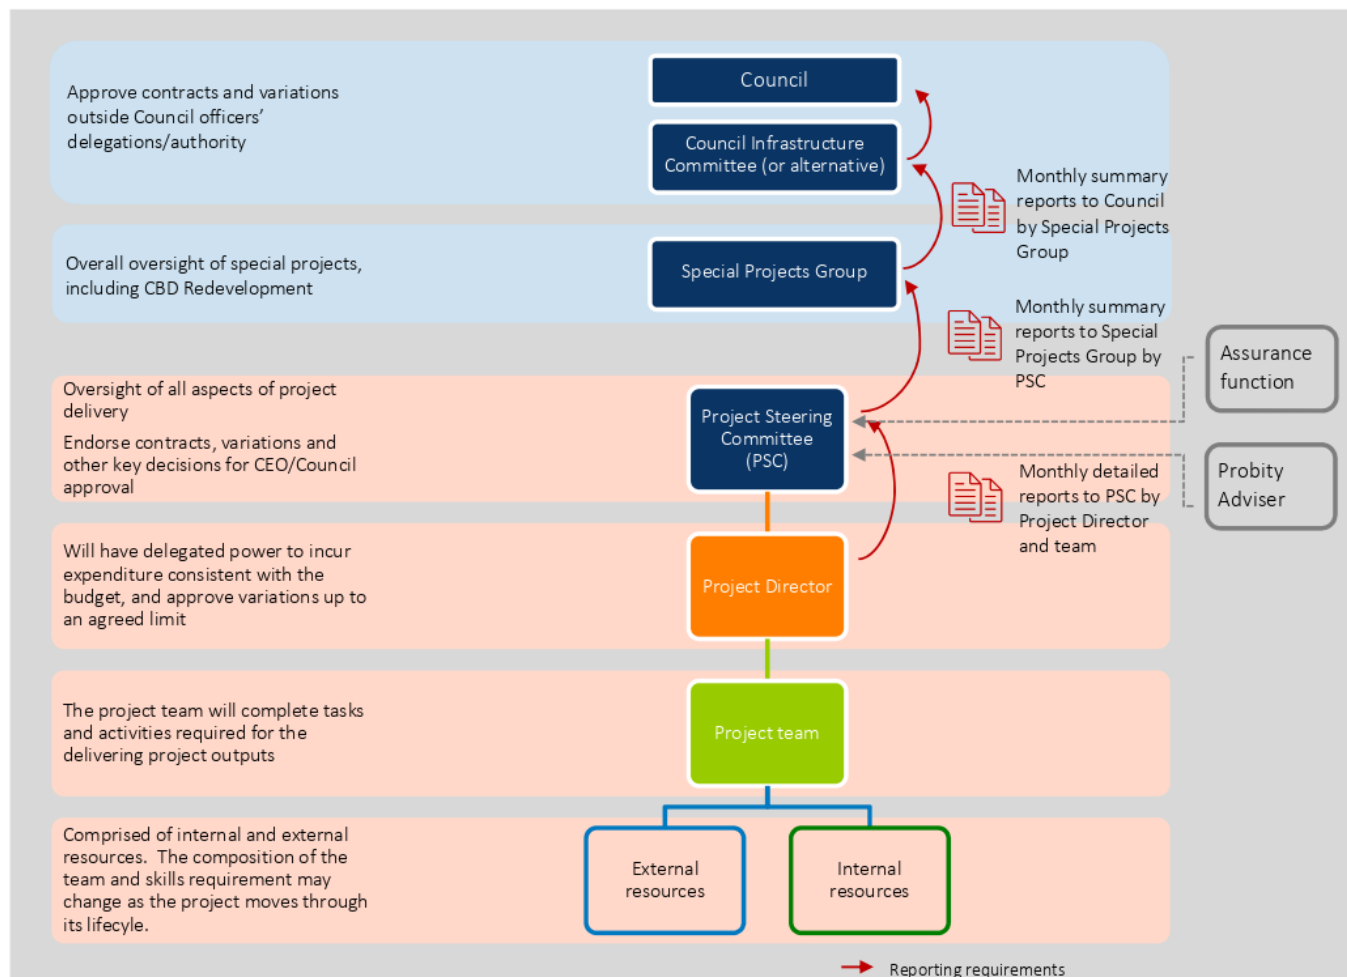 Approve contracts and variations
outside Council officers’
delegations/authority
Council
Council Infrastructure
Committee (or alternative)
Monthly summary
reports to Council
by Special Projects
Group
Overall oversight of special projects,
including CBD Redevelopment
Special Projects Group
Monthly summary
reports to Special
Projects Group by
PSC
Assurance
function
Oversight of all aspects of project
delivery
Endorse contracts, variations and
other key decisions for CEO/Council
approval
Project Steering
Committee
(PSC)
Monthly detailed
reports to PSC by
Project Director
and team
Probity
Adviser
Will have delegated power to incur
expenditure consistent with the
budget, and approve variations up to
an agreed limit
Project Director
The project team will complete tasks
and activities required for the
delivering project outputs
Project team
Comprised of internal and external
resources.  The composition of the
team and skills requirement may
change as the project moves through
its lifecyle.
External
resources
Internal
resources
Reporting requirements